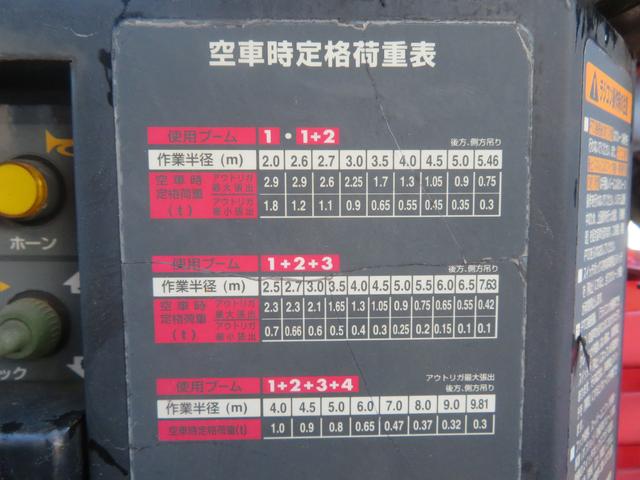 空車時定格荷重表
使用ブーム 1・1+2 後方、側方吊り
作業半径(m) 2.0 2.6 2.7 3.0 3.5 4.0 4.5 5.0 5.46
空車時定格荷重(t) アウトリガ最大張出 2.9 2.9 2.6 2.25 1.7 1.3 1.05 0.9 0.75
アウトリガ最小張出 1.8 1.2 1.1 0.9 0.65 0.55 0.45 0.35 0.3
使用ブーム 1+2+3 後方、側方吊り
作業半径(m) 2.5 2.7 3.0 3.5 4.0 4.5 5.0 5.5 6.0 6.5 7.63
空車時定格荷重(t) アウトリガ最大張出 2.3 2.3 2.1 1.65 1.3 1.05 0.9 0.75 0.65 0.55 0.42
アウトリガ最小張出 0.7 0.66 0.6 0.5 0.4 0.3 0.25 0.2 0.15 0.1 0.1
使用ブーム 1+2+3+4 アウトリガ最大張出
後方、側方吊り
作業半径(m) 4.0 4.5 5.0 6.0 7.0 8.0 9.0 9.81
空車時定格荷重(t) 1.0 0.9 0.8 0.65 0.47 0.37 0.32 0.3
ホーン
ック